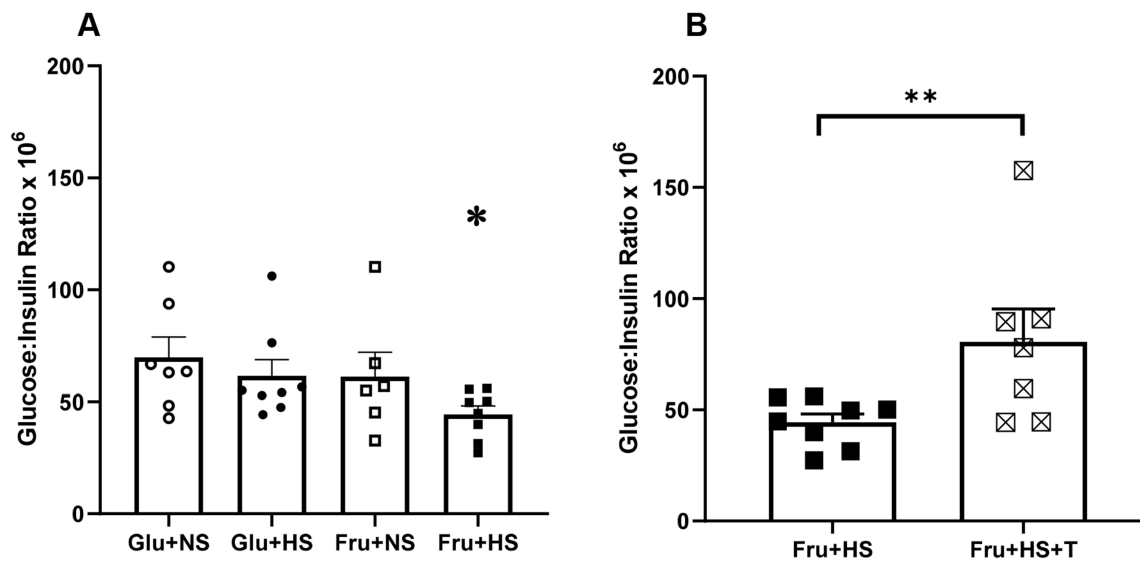 A
Glucose:Insulin Ratio x 10⁶
200
150
100
50
0
*
Glu+NS Glu+HS Fru+NS Fru+HS
B
Glucose:Insulin Ratio x 10⁶
200
150
100
50
0
**
Fru+HS Fru+HS+T